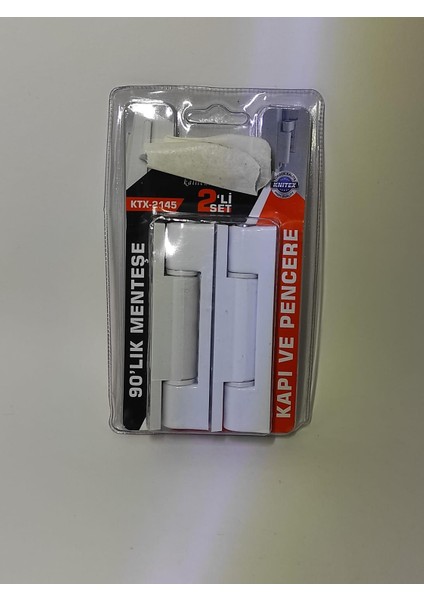 KNITEX
KTX-2145
2'Lİ
SET
90'LIK MENTEŞE
KAPI VE PENCERE